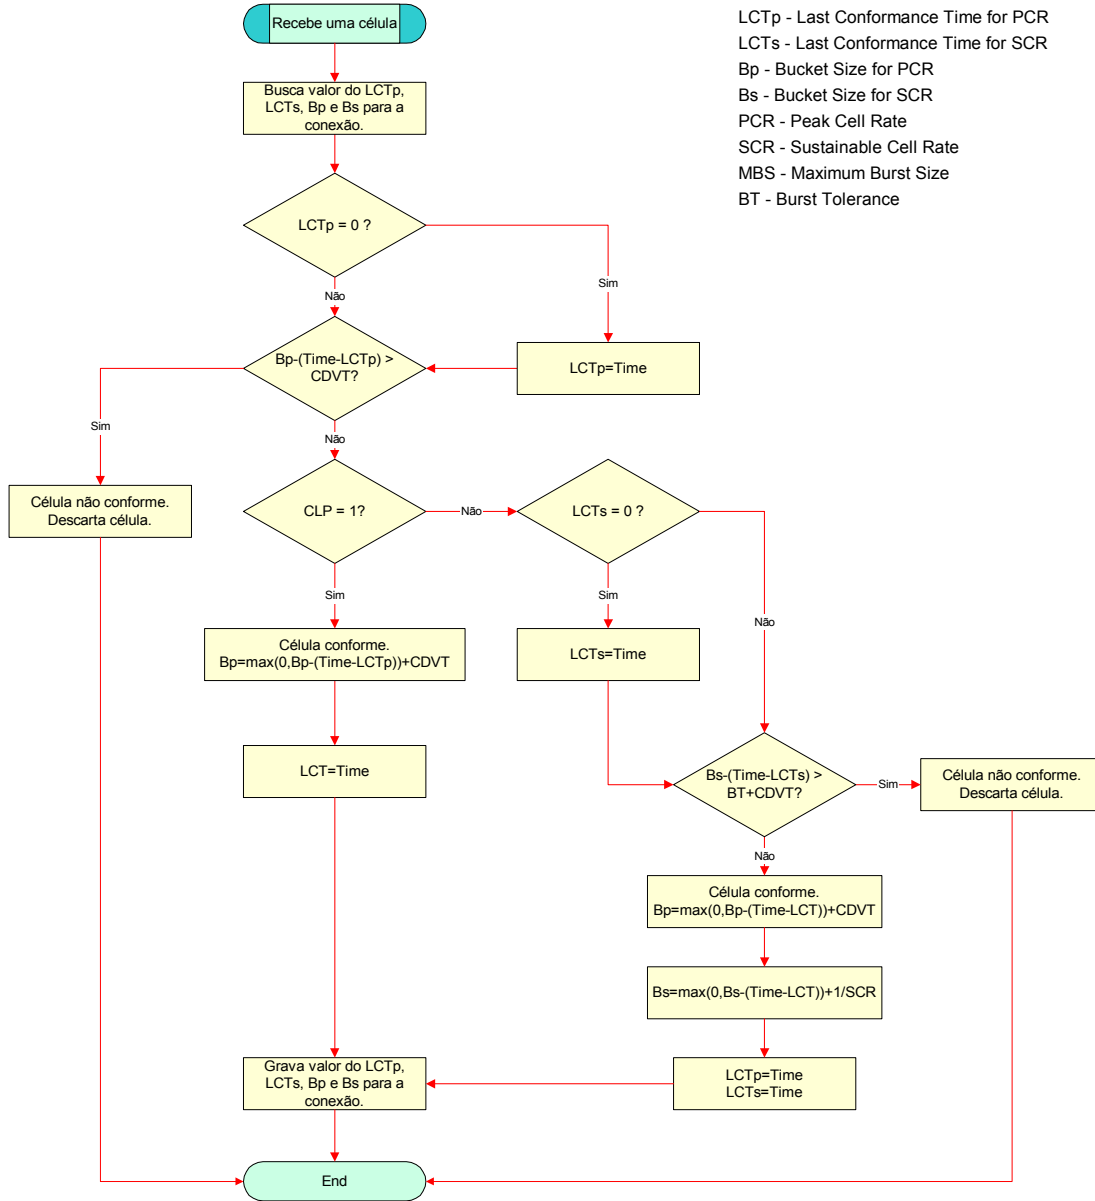 Recebe uma célula
LCTp - Last Conformance Time for PCR
LCTs - Last Conformance Time for SCR
Bp - Bucket Size for PCR
Bs - Bucket Size for SCR
PCR - Peak Cell Rate
SCR - Sustainable Cell Rate
MBS - Maximum Burst Size
BT - Burst Tolerance
Busca valor do LCTp,
LCTs, Bp e Bs para a
conexão.
LCTp = 0 ?
Sim
Não
Bp-(Time-LCTp) >
CDVT?
LCTp=Time
Sim
Não
Célula não conforme.
Descarta célula.
CLP = 1?
Não
LCTs = 0 ?
Sim
Sim
Não
Célula conforme.
Bp=max(0,Bp-(Time-LCTp))+CDVT
LCTs=Time
LCT=Time
Bs-(Time-LCTs) >
BT+CDVT?
Sim
Célula não conforme.
Descarta célula.
Não
Célula conforme.
Bp=max(0,Bp-(Time-LCT))+CDVT
Bs=max(0,Bs-(Time-LCT))+1/SCR
Grava valor do LCTp,
LCTs, Bp e Bs para a
conexão.
LCTp=Time
LCTs=Time
End